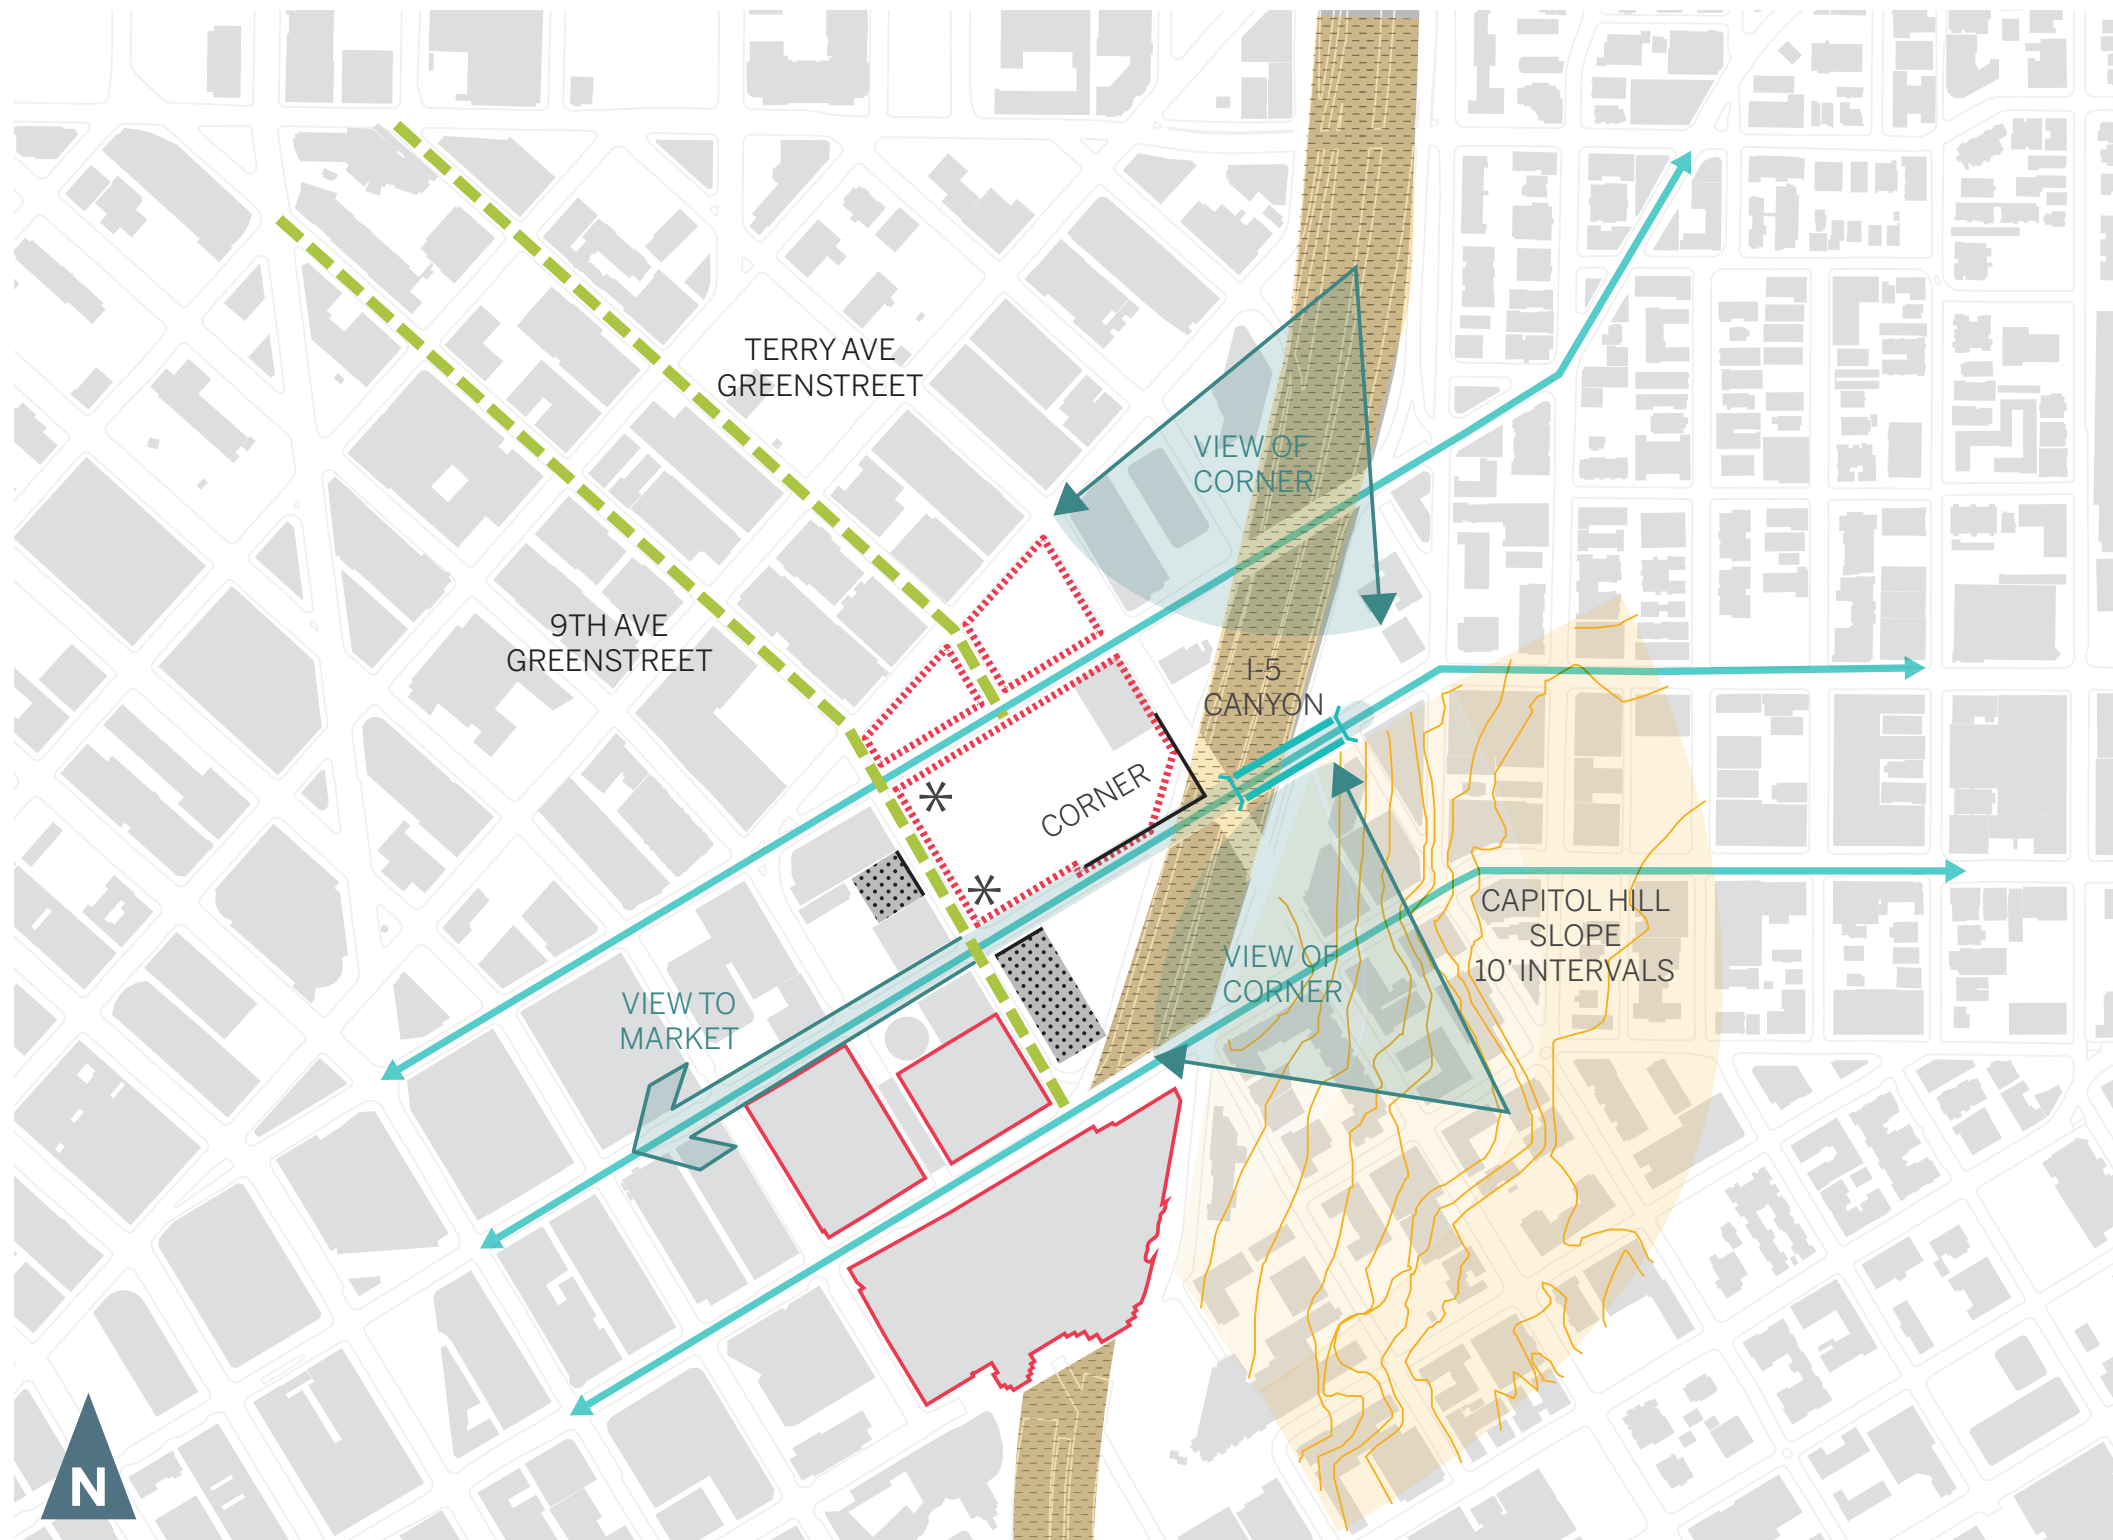 TERRY AVE
GREENSTREET
VIEW OF
CORNER
9TH AVE
GREENSTREET
I-5
CANYON
CORNER
CAPITOL HILL
SLOPE
10’ INTERVALS
VIEW OF
CORNER
VIEW TO
MARKET
N